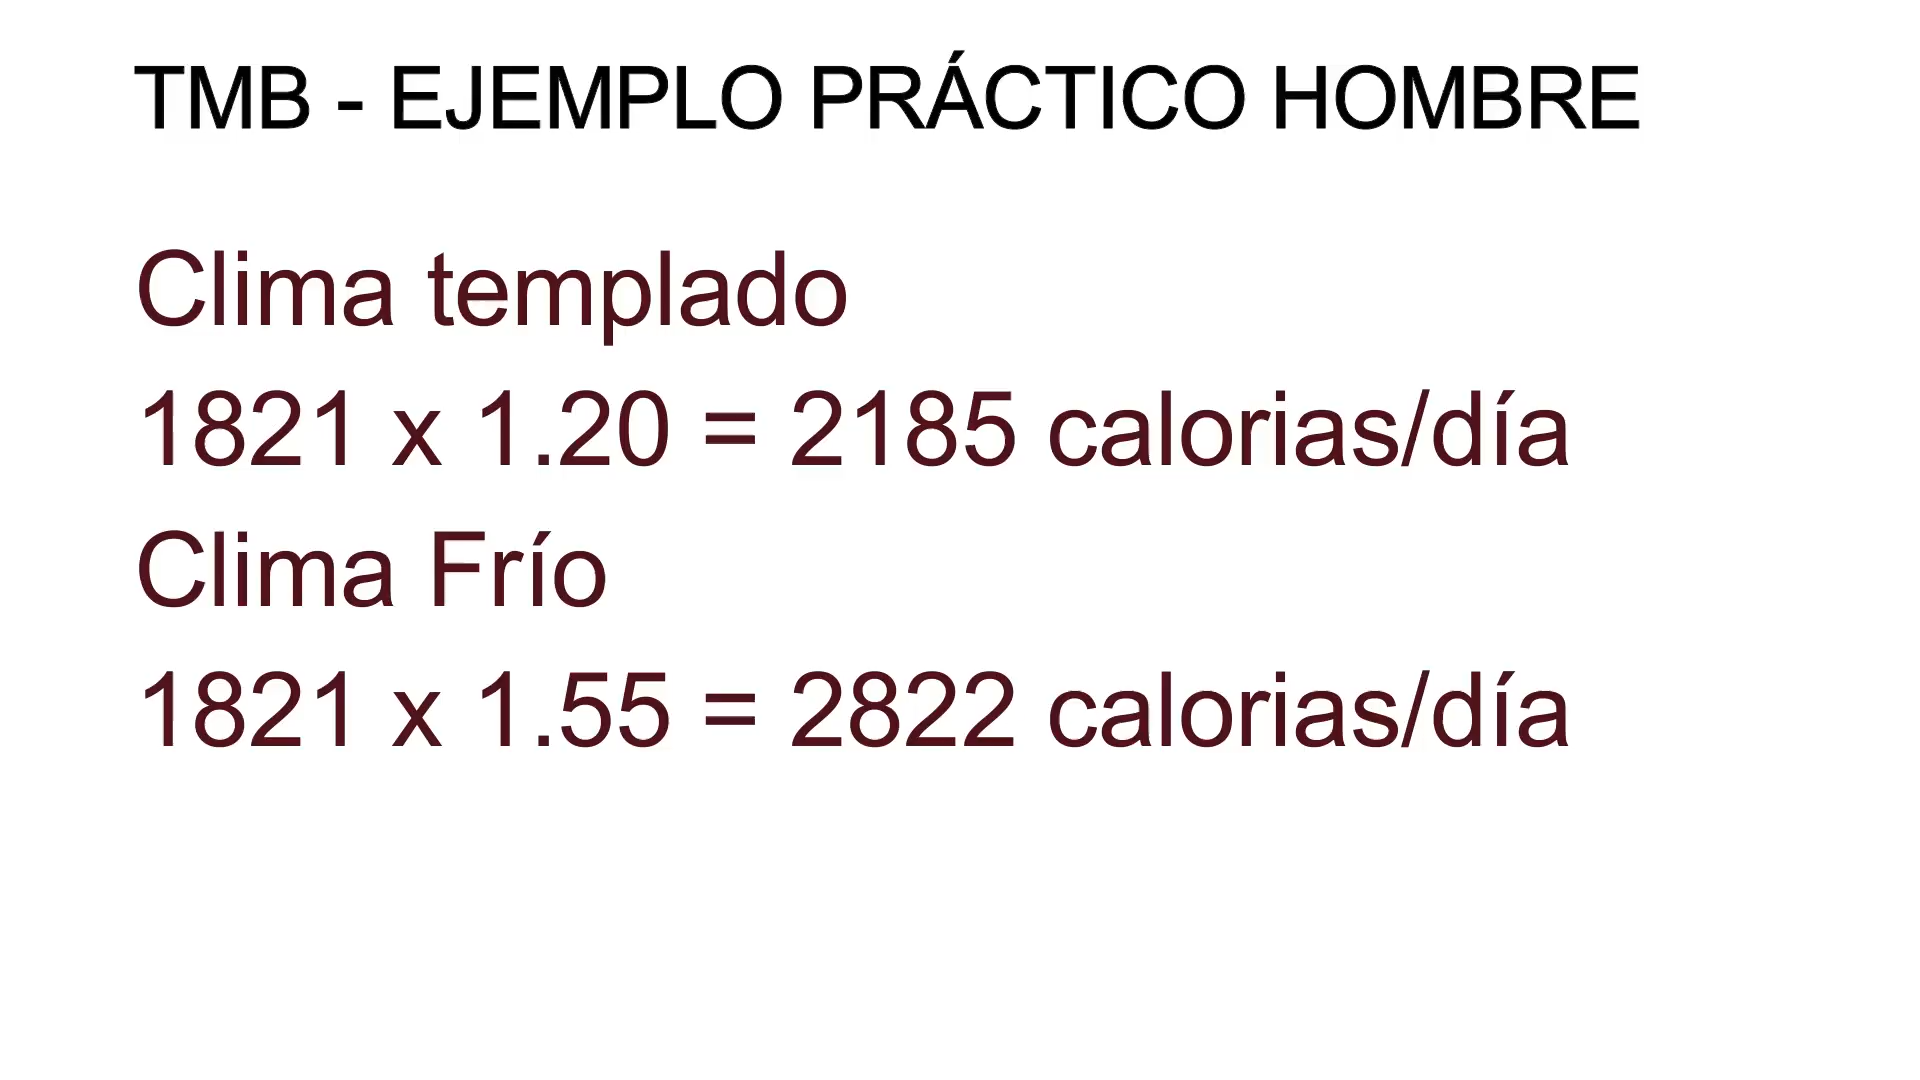 TMB - EJEMPLO PRÁCTICO HOMBRE
Clima templado
1821 x 1.20 = 2185 calorias/día
Clima Frío
1821 x 1.55 = 2822 calorias/día